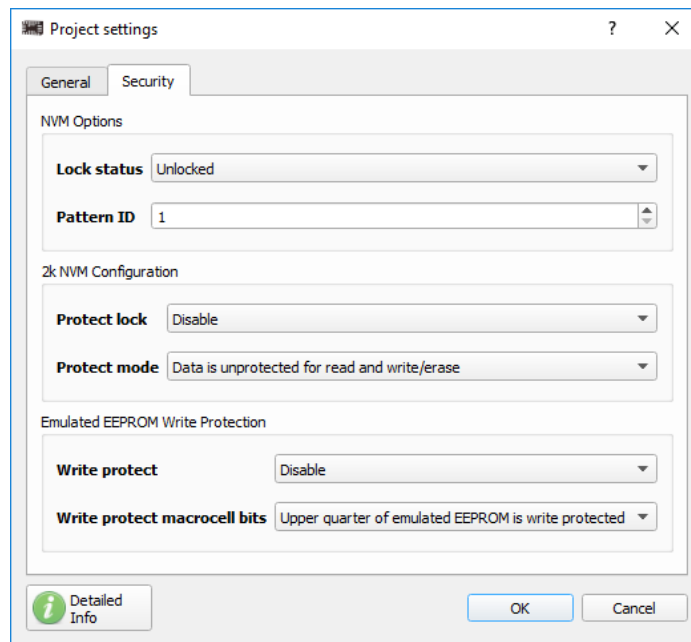 Project settings
?
General
Security
NVM Options
Lock status Unlocked
Pattern ID 1
2k NVM Configuration
Protect lock Disable
Protect mode Data is unprotected for read and write/erase
Emulated EEPROM Write Protection
Write protect Disable
Write protect macrocell bits Upper quarter of emulated EEPROM is write protected
Detailed
Info
OK
Cancel